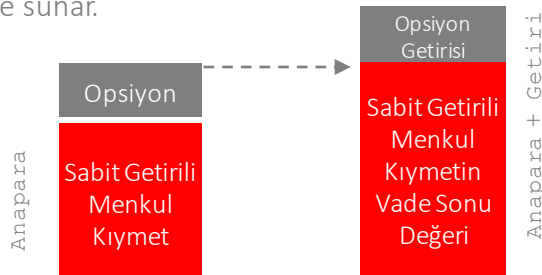 e sunar.
Anapara
Opsiyon
Sabit Getirili
Menkul
Kıymet
Opsiyon
Getirisi
Sabit Getirili
Menkul
Kıymetin
Vade Sonu
Değeri
Anapara + Getiri